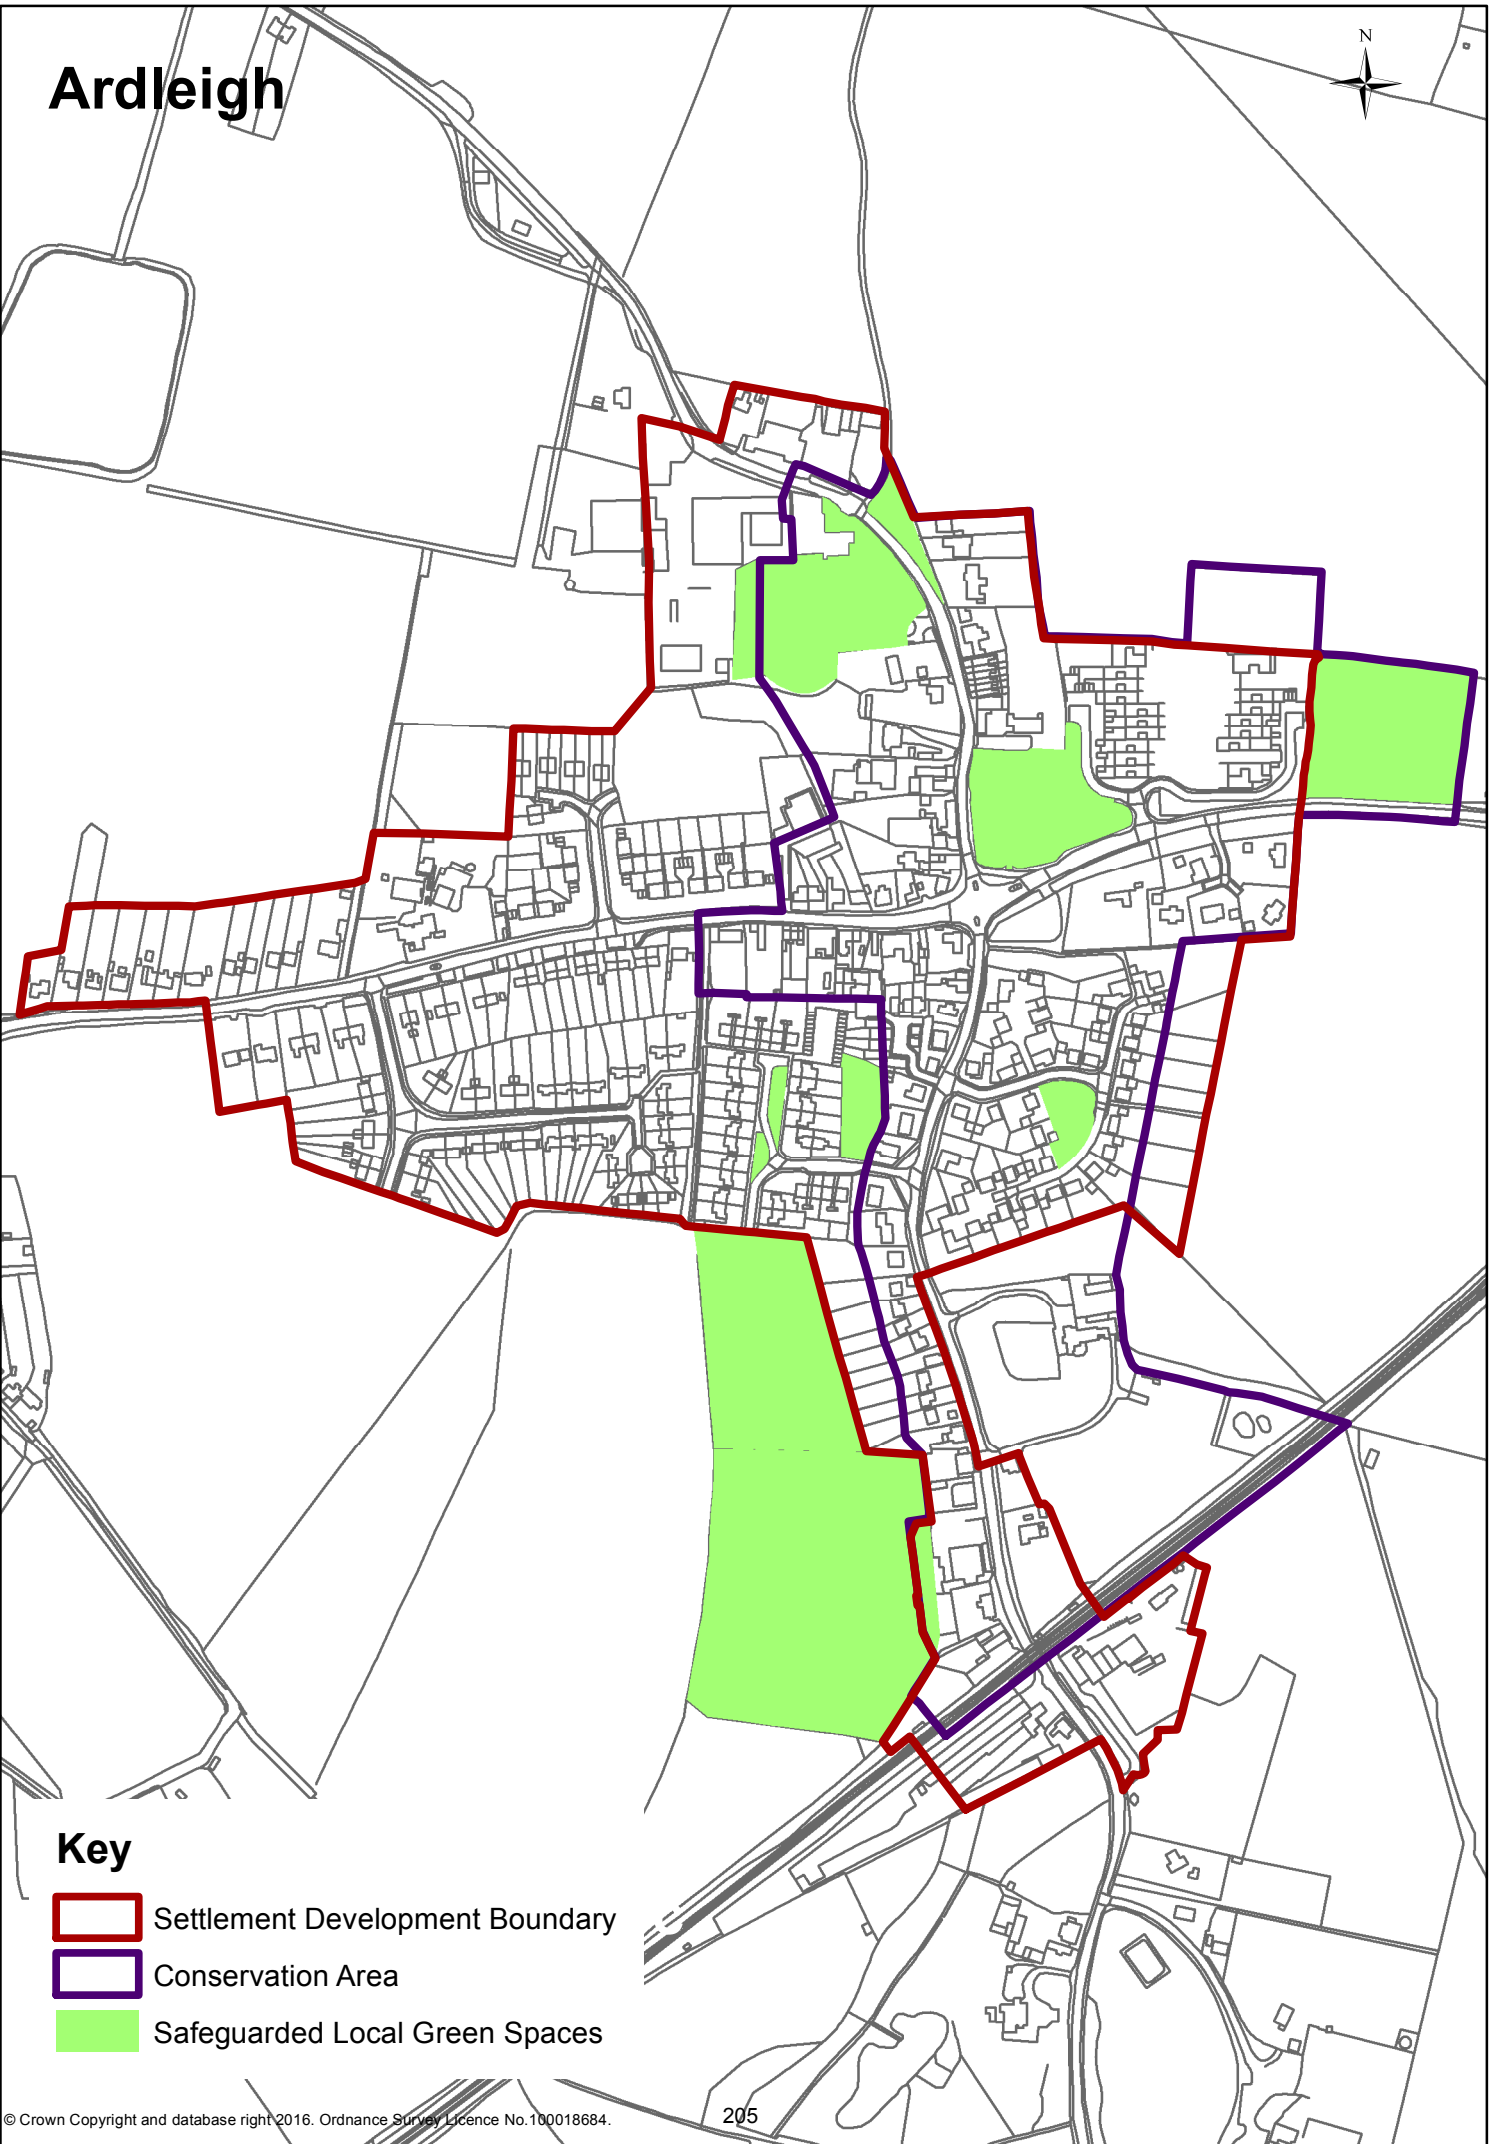 N
Ardleigh
Key
Settlement Development Boundary
Conservation Area
Safeguarded Local Green Spaces
© Crown Copyright and database right 2016. Ordnance Survey Licence No.100018684.
205